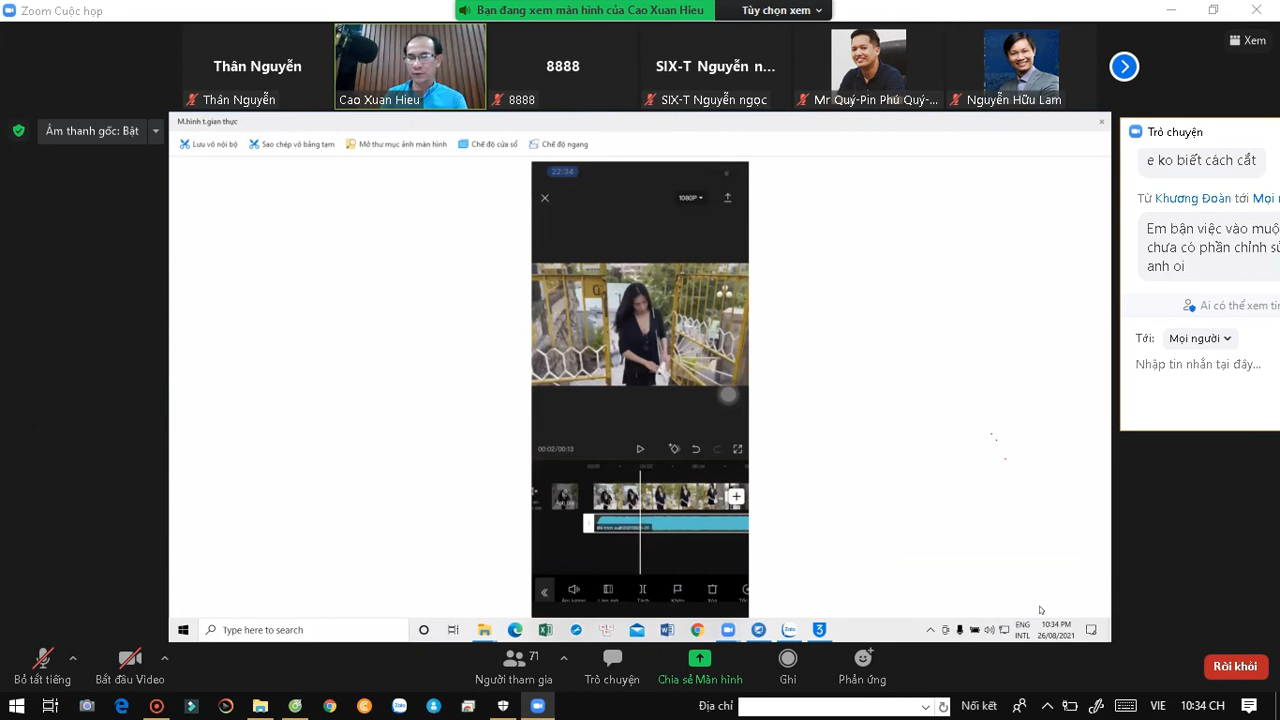 Zoom Cuộc họp
Bạn đang xem màn hình của Cao Xuan Hieu
Tùy chọn xem
Thân Nguyễn
8888
SIX-T Nguyễn n...
Xem
Thân Nguyễn
Cao Xuan Hieu
8888
SIX-T Nguyễn ngọc
Mr Quý-Pin Phú Quý-...
Nguyễn Hữu Lam
Âm thanh gốc: Bật
M.hình t.gian thực
Lưu về nội bộ
Sao chép vô bảng tạm
Mở thư mục ảnh màn hình
Chế độ cửa sổ
Chế độ ngang
Trò chuyện
e ko biết cách cắt
Từ Khương Đoàn tới Mọi
Em bận việc vào muộ
chưa có phần chỉnh sử
anh oi
Ai có thể xem tin
Tới: Mọi người
Nhập tin nhắn tại đây...
22:34
1080P
00:02/00:13
Tách
Xóa
Type here to search
ENG
INTL
10:34 PM
26/08/2021
Bỏ tắt tiếng
Bắt đầu Video
71
Người tham gia
Trò chuyện
Chia sẻ Màn hình
Ghi
Phản ứng
Rời khỏi
Địa chỉ
Nối kết
VIE
10:34 CH